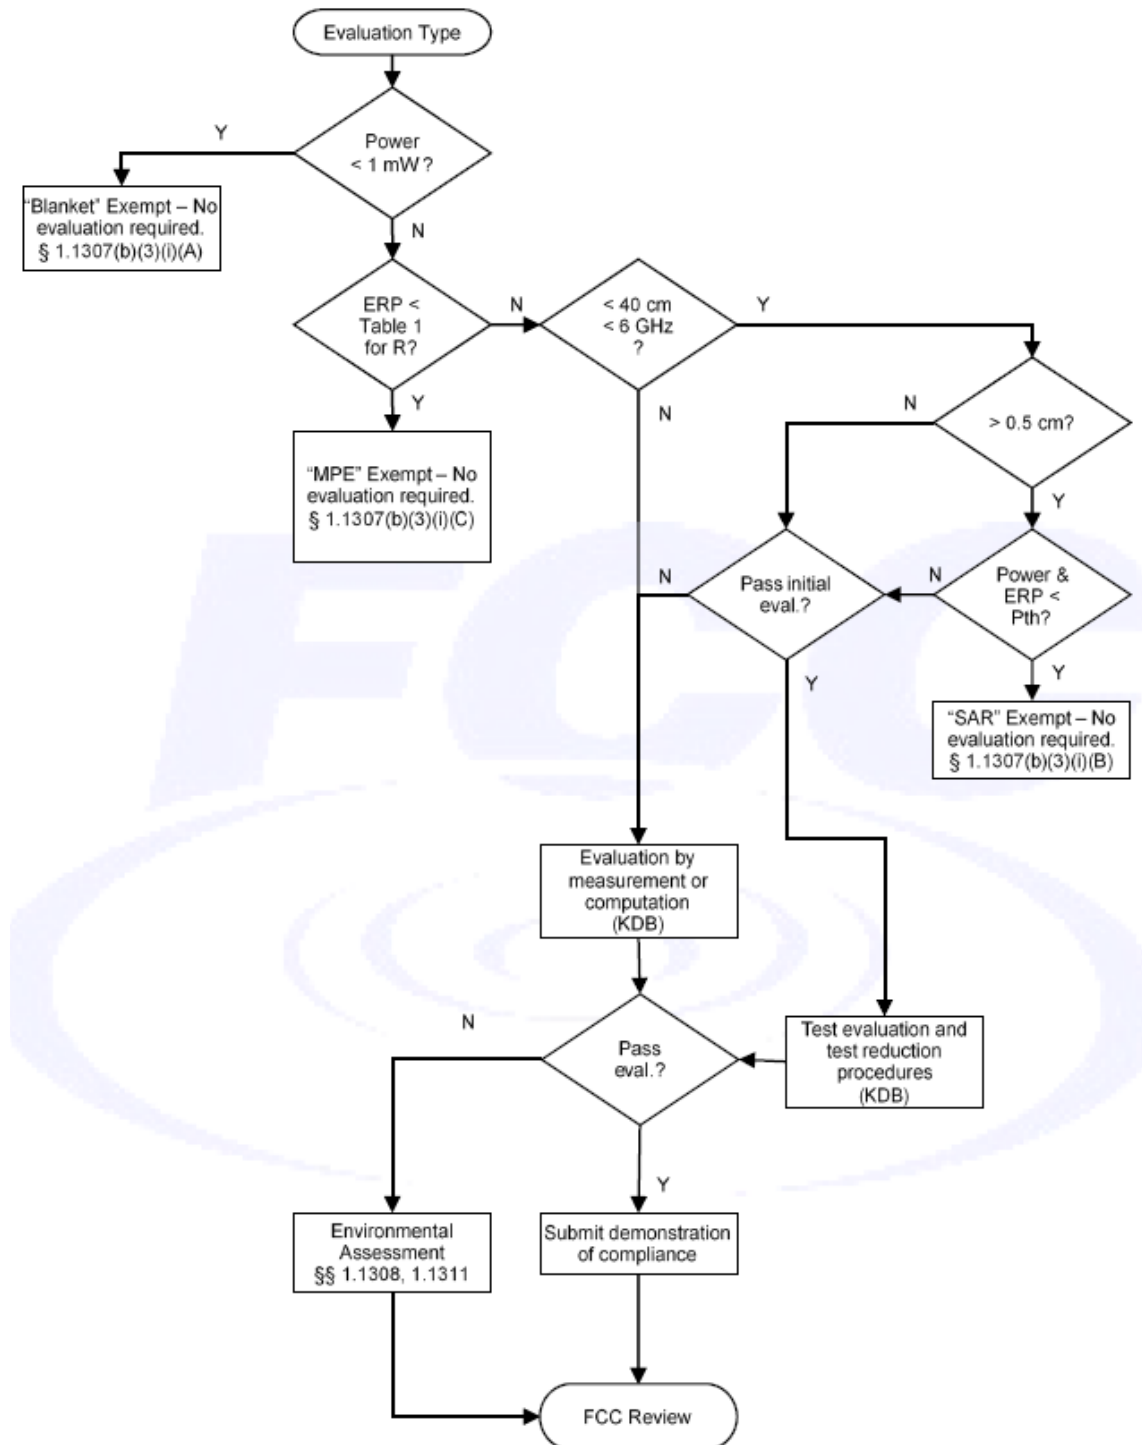 Evaluation Type
Y
Power
< 1 mW?
"Blanket" Exempt – No
evaluation required.
§ 1.1307(b)(3)(i)(A)
N
ERP <
Table 1
for R?
N
< 40 cm
< 6 GHz
?
Y
Y
N
N
> 0.5 cm?
"MPE" Exempt – No
evaluation required.
§ 1.1307(b)(3)(i)(C)
Y
N
Pass initial
eval.?
N
Power &
ERP <
Pth?
Y
Y
"SAR" Exempt – No
evaluation required.
§ 1.1307(b)(3)(i)(B)
Evaluation by
measurement or
computation
(KDB)
N
Pass
eval.?
Test evaluation and
test reduction
procedures
(KDB)
Y
Environmental
Assessment
§§ 1.1308, 1.1311
Submit demonstration
of compliance
FCC Review
FCC